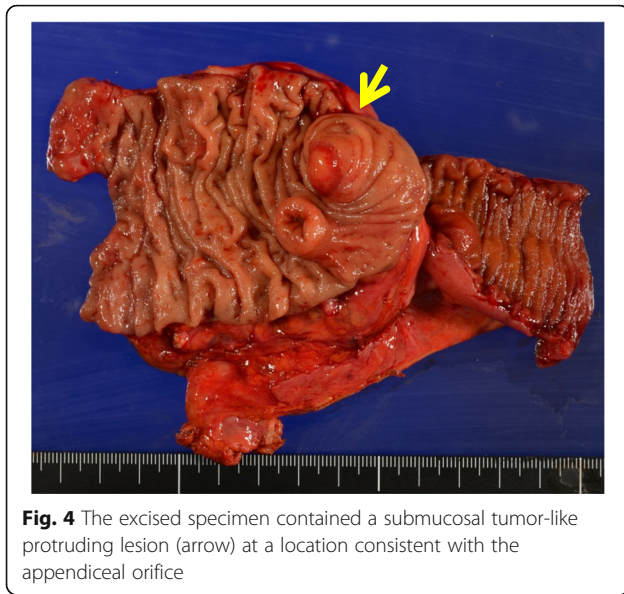 Fig. 4 The excised specimen contained a submucosal tumor-like
protruding lesion (arrow) at a location consistent with the
appendiceal orifice